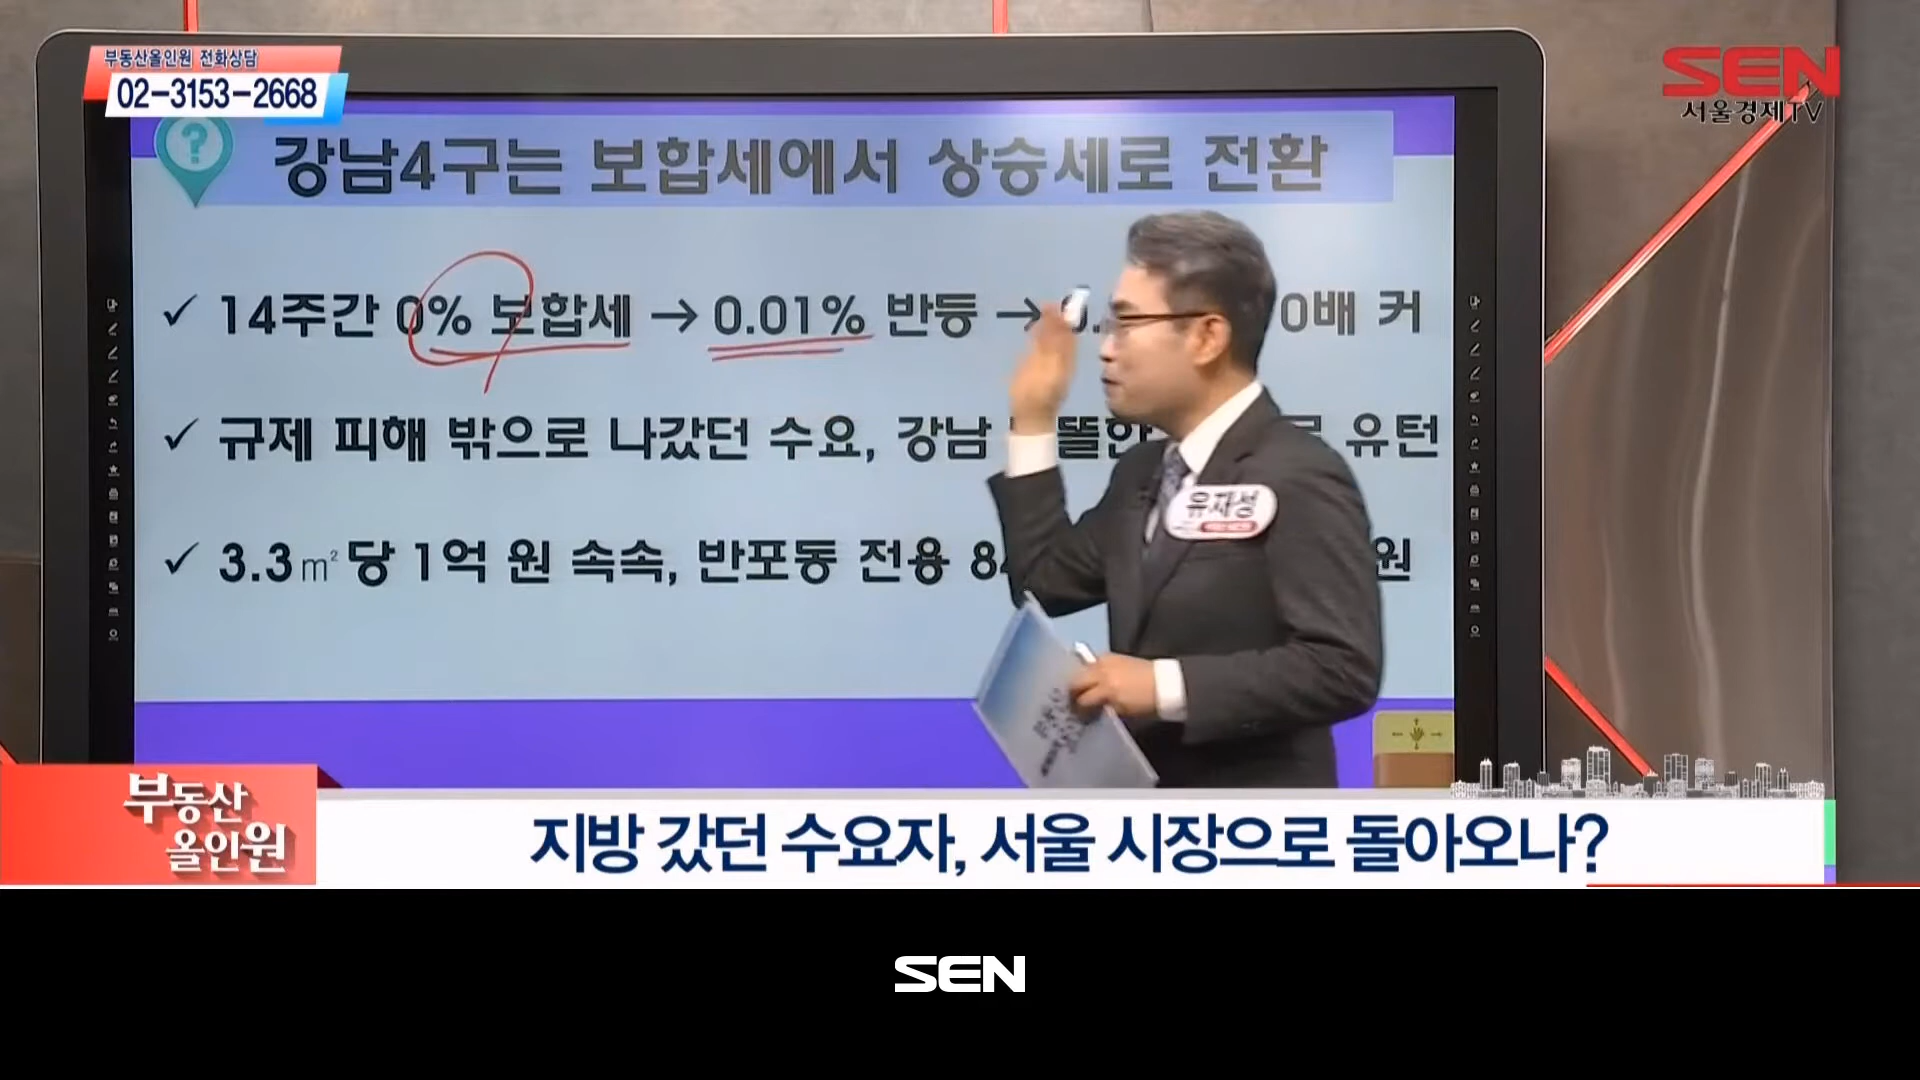 부동산올인원 전화상담
02-3153-2668
SEN
서울경제TV
강남4구는 보합세에서 상승세로 전환
✓ 14주간 0% 보합세 → 0.01% 반등 → 0배 커
✓ 규제 피해 밖으로 나갔던 수요, 강남 유턴
✓ 3.3㎡당 1억 원 속속, 반포동 전용 원
유재성
부동산
올인원
지방 갔던 수요자, 서울 시장으로 돌아오나?
SEN